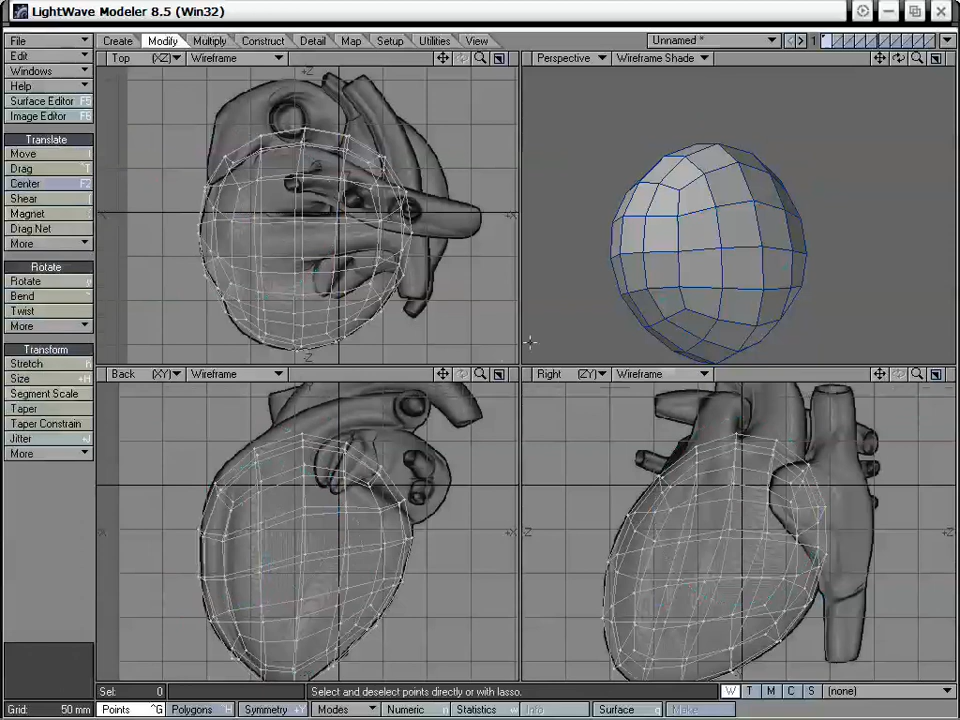 LightWave Modeler 8.5 (Win32)
File Create Modify Multiply Construct Detail Map Setup Utilities View Unnamed * 1
Edit
Top (XZ) Wireframe Perspective Wireframe Shade
Windows
Help
Surface Editor F5
Image Editor F6
Translate
Move t
Drag ^T
Center F2
Shear [
Magnet :
Drag Net ;
More
Rotate
Rotate y
Bend ~
Twist
More
Transform
Stretch h
Size +H
Segment Scale
Taper
Taper Constrain
Jitter +J
More
Back (XY) Wireframe Right (ZY) Wireframe
+Z
-Z
+X
X
+X
Z
+Z
Sel: 0 Select and deselect points directly or with lasso. W T M C S (none)
Grid: 50 mm Points ^G Polygons ^H Symmetry +Y Modes Numeric n Statistics w Info i Surface q Make